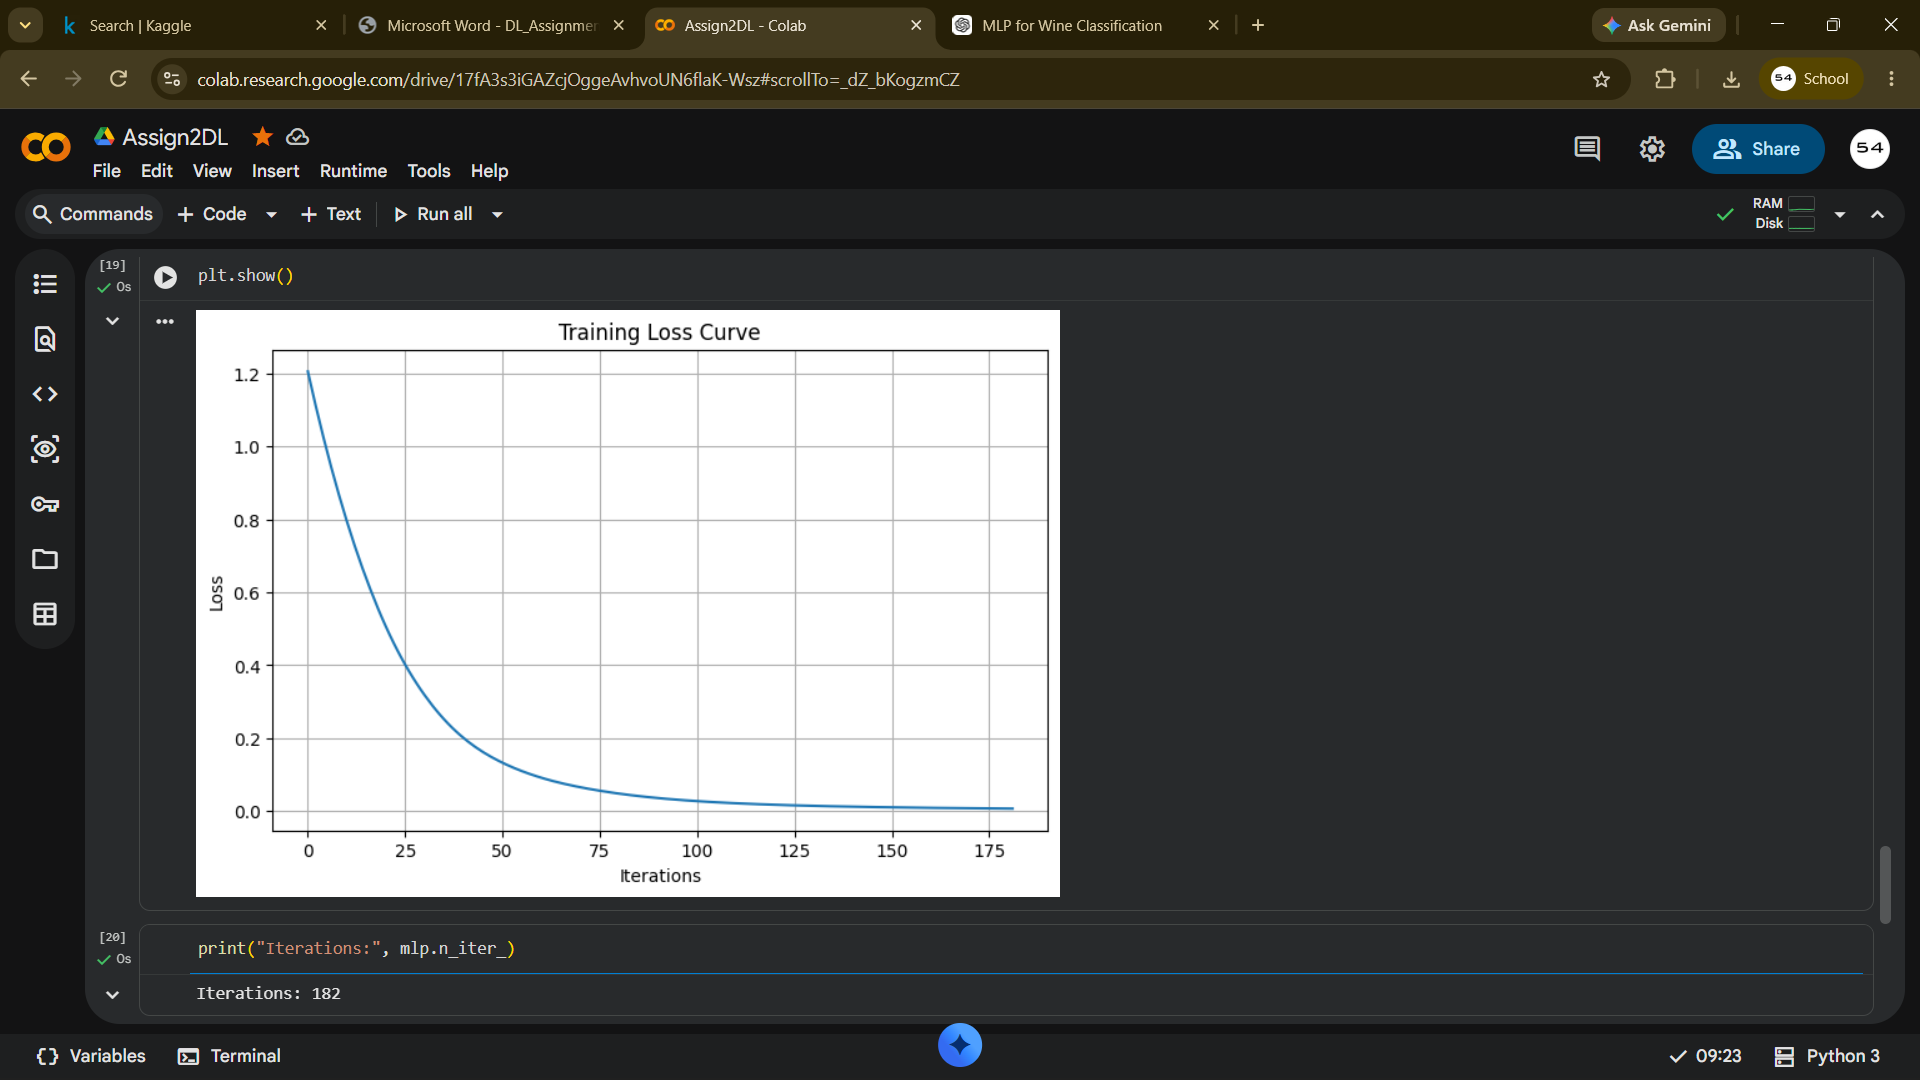 Search | Kaggle
Microsoft Word - DL_Assignmer
Assign2DL - Colab
MLP for Wine Classification
Ask Gemini
colab.research.google.com/drive/17fA3s3iGAZcjOggeAvhvoUN6flaK-Wsz#scrollTo=_dZ_bKogzmCZ
54 School
Assign2DL
File Edit View Insert Runtime Tools Help
Share
54
Commands + Code + Text Run all
RAM
Disk
[19]
0s
plt.show()
Training Loss Curve
1.2
1.0
0.8
0.6
0.4
0.2
0.0
Loss
0 25 50 75 100 125 150 175
Iterations
[20]
0s
print("Iterations:", mlp.n_iter_)
Iterations: 182
Variables Terminal
09:23 Python 3